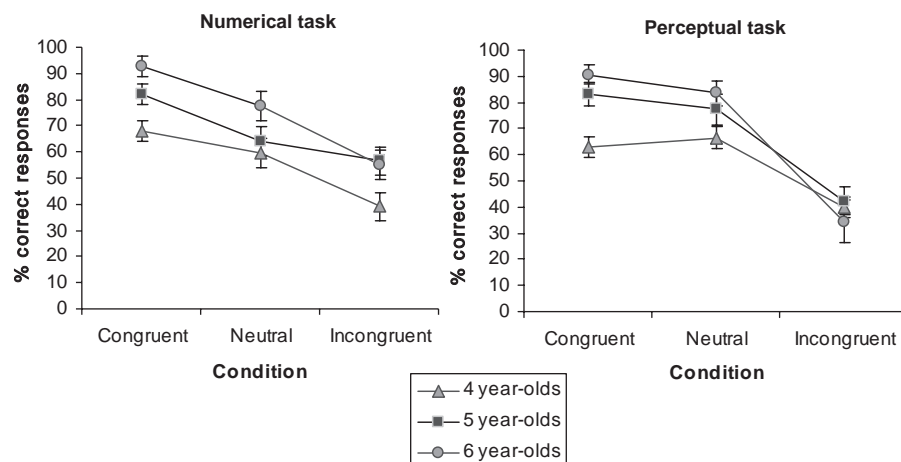 Numerical task
% correct responses
100
90
80
70
60
50
40
30
20
10
0
Congruent Neutral Incongruent
Condition
Perceptual task
% correct responses
100
90
80
70
60
50
40
30
20
10
0
Congruent Neutral Incongruent
Condition
4 year-olds
5 year-olds
6 year-olds